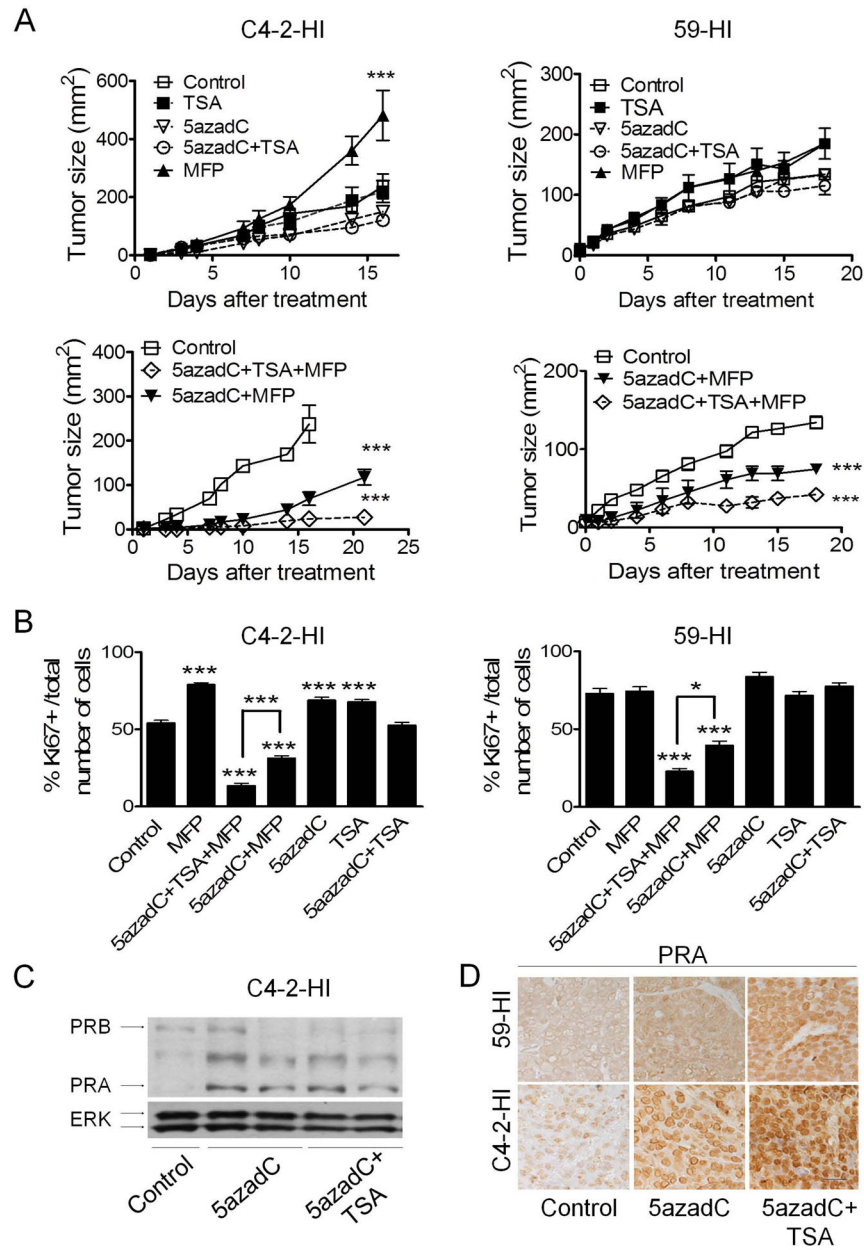 A
C4-2-HI
Tumor size (mm²)
600
400
200
0
0 5 10 15
Control
TSA
5azadC
5azadC+TSA
MFP
***
Days after treatment
59-HI
Tumor size (mm²)
300
200
100
0
0 5 10 15 20
Control
TSA
5azadC
5azadC+TSA
MFP
Days after treatment
Tumor size (mm²)
400
300
200
100
0
0 5 10 15 20 25
Control
5azadC+TSA+MFP
5azadC+MFP
***
***
Days after treatment
Tumor size (mm²)
200
100
0
0 5 10 15 20
Control
5azadC+MFP
5azadC+TSA+MFP
***
***
Days after treatment
B
C4-2-HI
% Ki67+ /total
number of cells
100
50
0
***
***
***
***
***
***
Control
MFP
5azadC+TSA+MFP
5azadC+MFP
5azadC
TSA
5aazadC+TSA
59-HI
% Ki67+ /total
number of cells
100
50
0
***
*
***
Control
MFP
5azadC+TSA+MFP
5azadC+MFP
5azadC
TSA
5azadC+TSA
C
C4-2-HI
PRB
PRA
ERK
Control
5azadC
5azadC+
TSA
D
PRA
59-HI
C4-2-HI
Control
5azadC
5azadC+
TSA